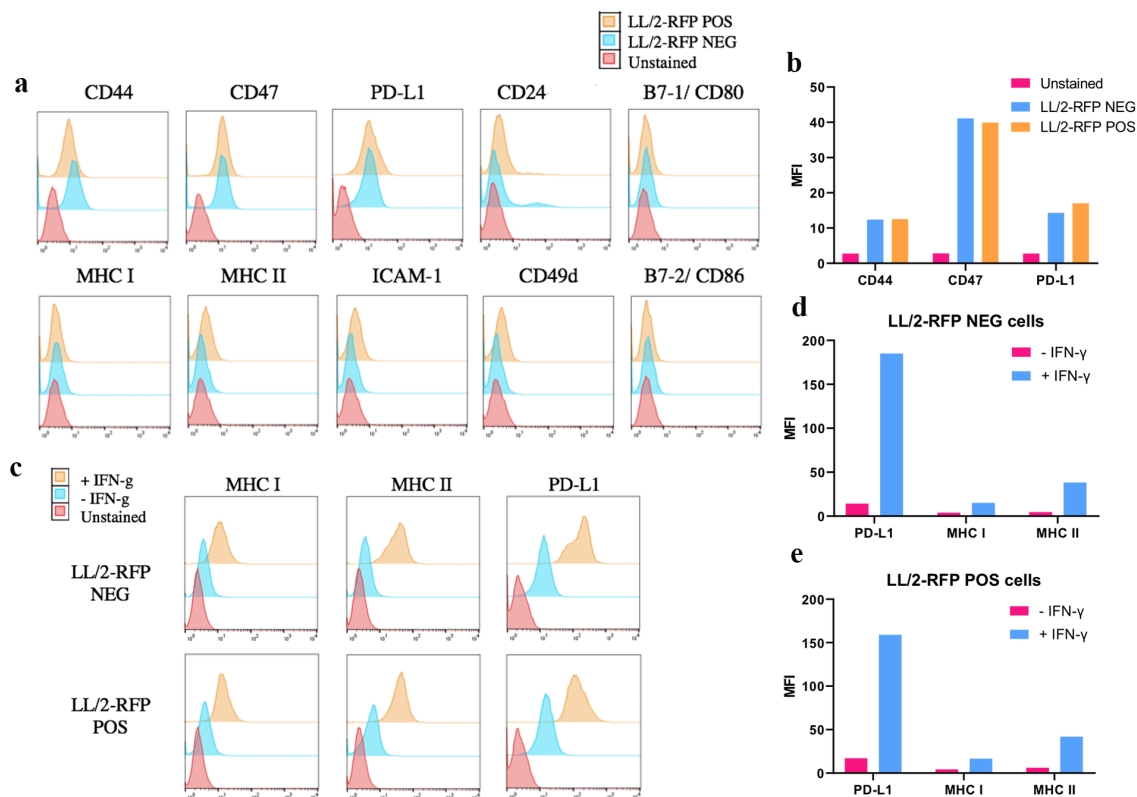 LL/2-RFP POS
LL/2-RFP NEG
Unstained
a
CD44 CD47 PD-L1 CD24 B7-1/ CD80
MHC I MHC II ICAM-1 CD49d B7-2/ CD86
b
Unstained
LL/2-RFP NEG
LL/2-RFP POS
MFI
50
40
30
20
10
0
CD44 CD47 PD-L1
c
+ IFN-g
- IFN-g
Unstained
MHC I MHC II PD-L1
LL/2-RFP
NEG
LL/2-RFP
POS
d
LL/2-RFP NEG cells
- IFN-γ
+ IFN-γ
MFI
200
150
100
50
0
PD-L1 MHC I MHC II
e
LL/2-RFP POS cells
- IFN-γ
+ IFN-γ
MFI
200
150
100
50
0
PD-L1 MHC I MHC II